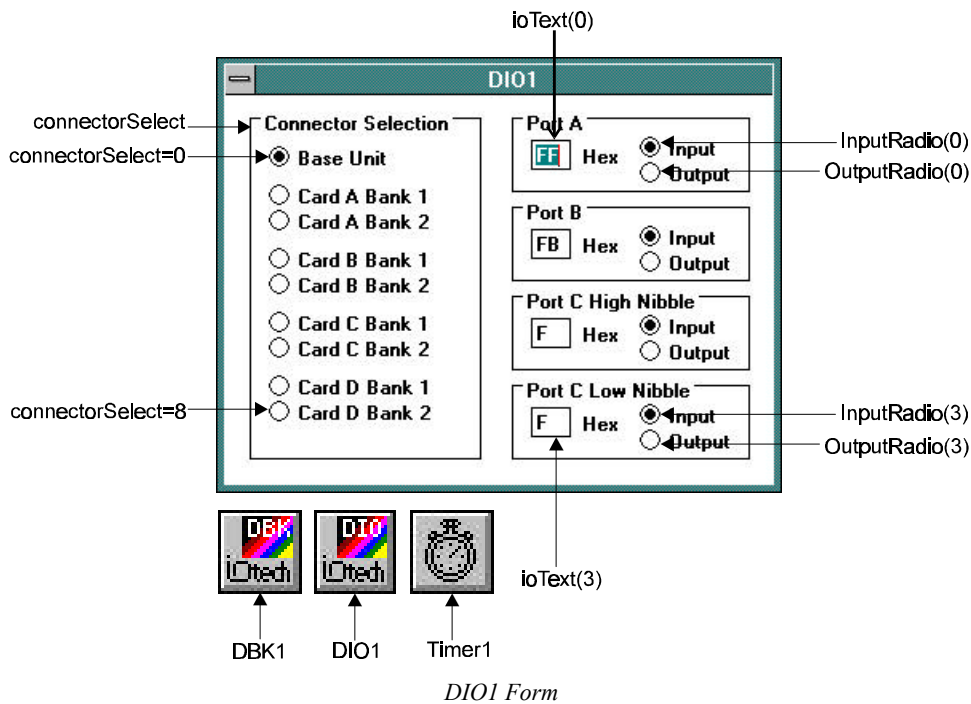 ioText(0)
DIO1
connectorSelect
connectorSelect=0
connectorSelect=8
Connector Selection
Base Unit
Card A Bank 1
Card A Bank 2
Card B Bank 1
Card B Bank 2
Card C Bank 1
Card C Bank 2
Card D Bank 1
Card D Bank 2
Port A
FF Hex Input
Output
Port B
FB Hex Input
Output
Port C High Nibble
F Hex Input
Output
Port C Low Nibble
F Hex Input
Output
InputRadio(0)
OutputRadio(0)
InputRadio(3)
OutputRadio(3)
DBK
iOtech
DIO
iOtech
ioText(3)
DBK1
DIO1
Timer1
DIO1 Form